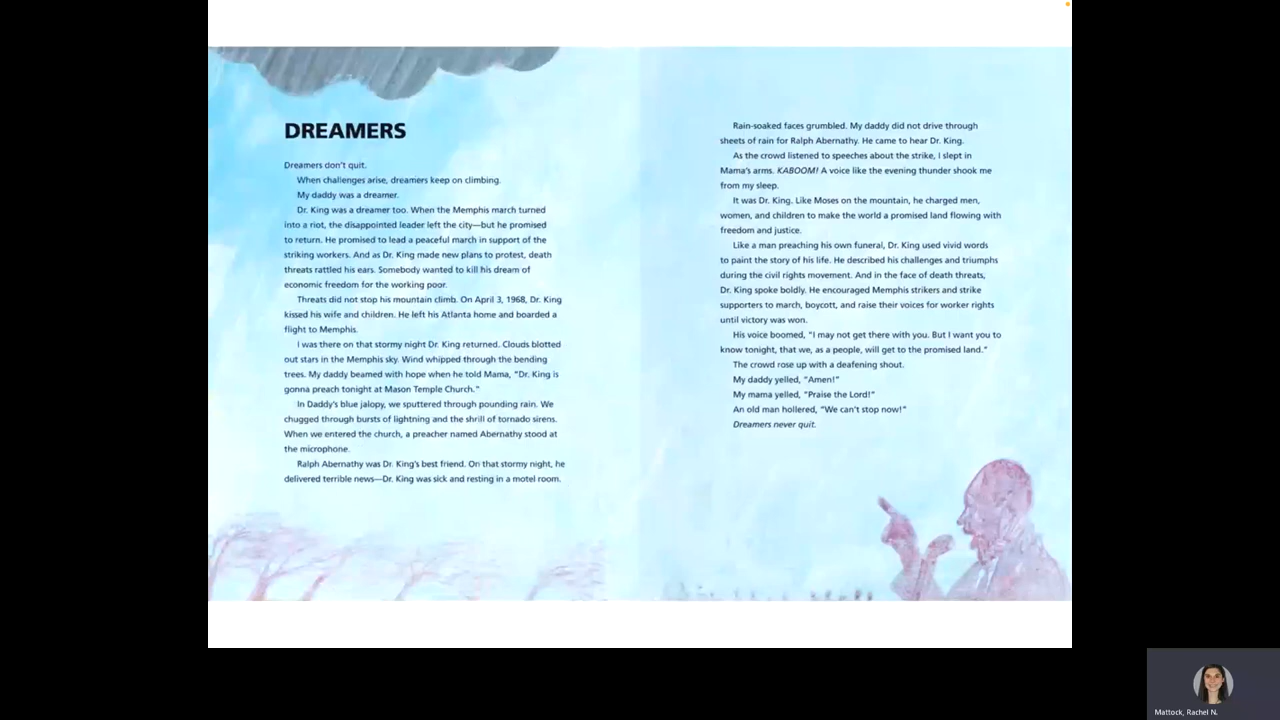 DREAMERS
Dreamers don't quit.
When challenges arise, dreamers keep on climbing.
My daddy was a dreamer.
Dr. King was a dreamer too. When the Memphis march turned
into a riot, the disappointed leader left the city—but he promised
to return. He promised to lead a peaceful march in support of the
striking workers. And as Dr. King made new plans to protest, death
threats rattled his ears. Somebody wanted to kill his dream of
economic freedom for the working poor.
Threats did not stop his mountain climb. On April 3, 1968, Dr. King
kissed his wife and children. He left his Atlanta home and boarded a
flight to Memphis.
I was there on that stormy night Dr. King returned. Clouds blotted
out stars in the Memphis sky. Wind whipped through the bending
trees. My daddy beamed with hope when he told Mama, "Dr. King is
gonna preach tonight at Mason Temple Church."
In Daddy's blue jalopy, we sputtered through pounding rain. We
chugged through bursts of lightning and the shrill of tornado sirens.
When we entered the church, a preacher named Abernathy stood at
the microphone.
Ralph Abernathy was Dr. King's best friend. On that stormy night, he
delivered terrible news—Dr. King was sick and resting in a motel room.
Rain-soaked faces grumbled. My daddy did not drive through
sheets of rain for Ralph Abernathy. He came to hear Dr. King.
As the crowd listened to speeches about the strike, I slept in
Mama's arms. KABOOM! A voice like the evening thunder shook me
from my sleep.
It was Dr. King. Like Moses on the mountain, he charged men,
women, and children to make the world a promised land flowing with
freedom and justice.
Like a man preaching his own funeral, Dr. King used vivid words
to paint the story of his life. He described his challenges and triumphs
during the civil rights movement. And in the face of death threats,
Dr. King spoke boldly. He encouraged Memphis strikers and strike
supporters to march, boycott, and raise their voices for worker rights
until victory was won.
His voice boomed, "I may not get there with you. But I want you to
know tonight, that we, as a people, will get to the promised land."
The crowd rose up with a deafening shout.
My daddy yelled, "Amen!"
My mama yelled, "Praise the Lord!"
An old man hollered, "We can't stop now!"
Dreamers never quit.
Mattock, Rachel N.